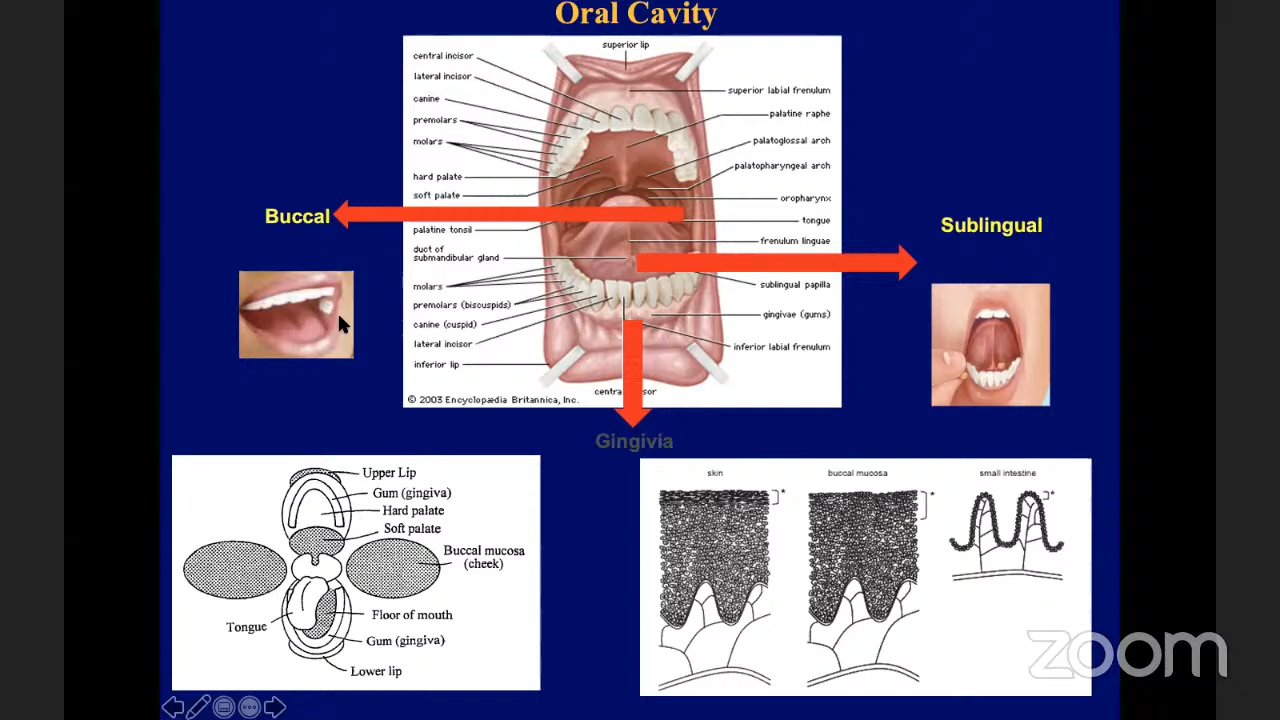 Oral Cavity
superior lip
central incisor
lateral incisor
canine
premolars
molars
hard palate
soft palate
palatine tonsil
duct of
submandibular gland
molars
premolars (biscuspids)
canine (cuspid)
lateral incisor
inferior lip
superior labial frenulum
palatine raphe
palatoglossal arch
palatopharyngeal arch
oropharynx
tongue
frenulum linguae
sublingual papilla
gingivae (gums)
inferior labial frenulum
© 2003 Encyclopædia Britannica, Inc.
Buccal
Sublingual
Gingivia
Upper Lip
Gum (gingiva)
Hard palate
Soft palate
Buccal mucosa
(cheek)
Floor of mouth
Tongue
Gum (gingiva)
Lower lip
skin
buccal mucosa
small intestine
*
*
*
zoom